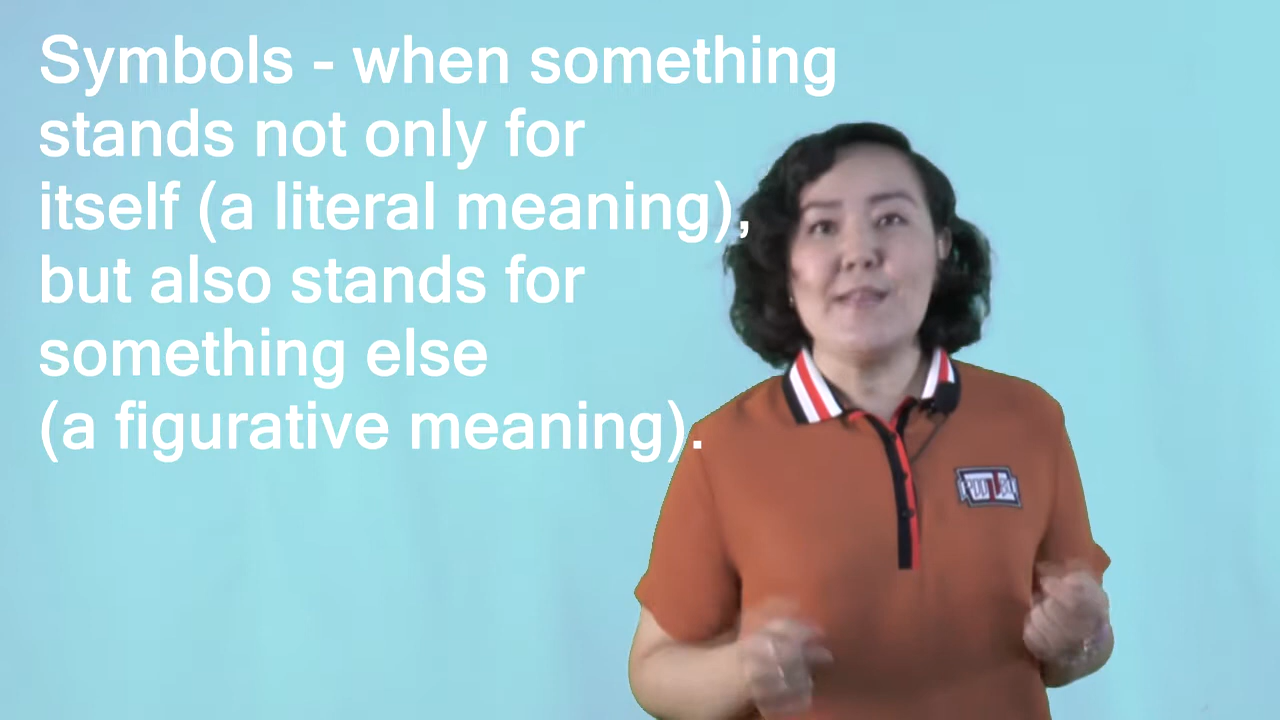 Symbols - when something
stands not only for
itself (a literal meaning),
but also stands for
something else
(a figurative meaning).